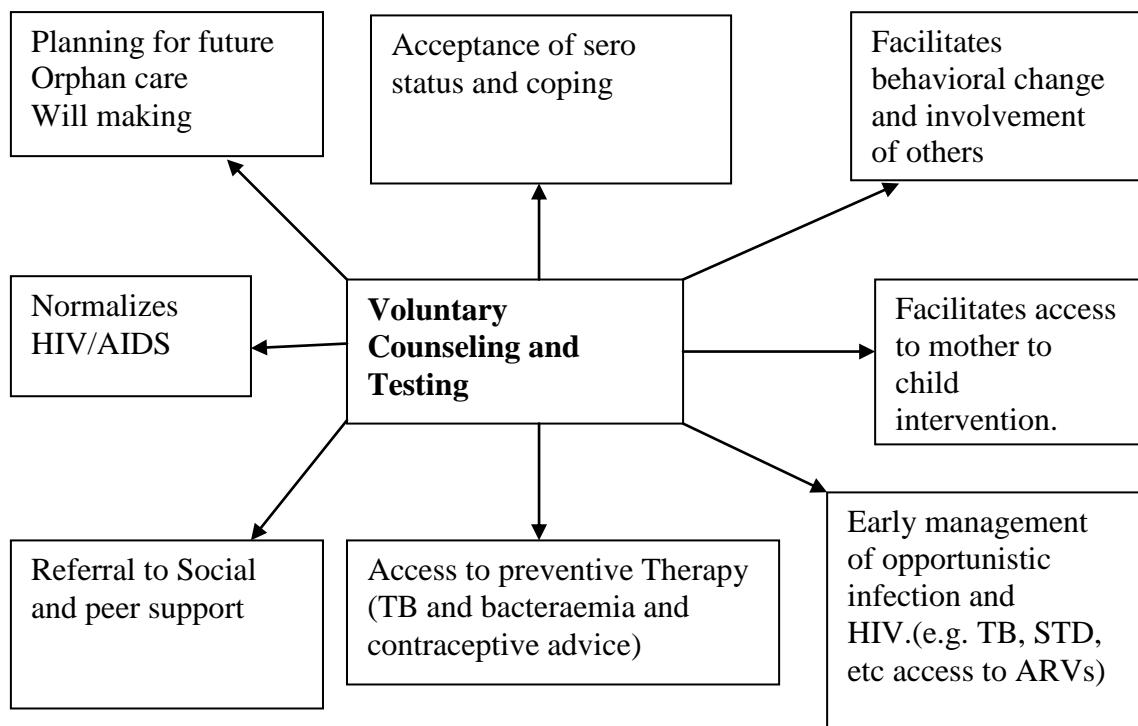 Planning for future
Orphan care
Will making
Acceptance of sero
status and coping
Facilitates
behavioral change
and involvement
of others
Normalizes
HIV/AIDS
Voluntary
Counseling and
Testing
Facilitates access
to mother to
child
intervention.
Referral to Social
and peer support
Access to preventive Therapy
(TB and bacteraemia and
contraceptive advice)
Early management
of opportunistic
infection and
HIV.(e.g. TB, STD,
etc access to ARVs)